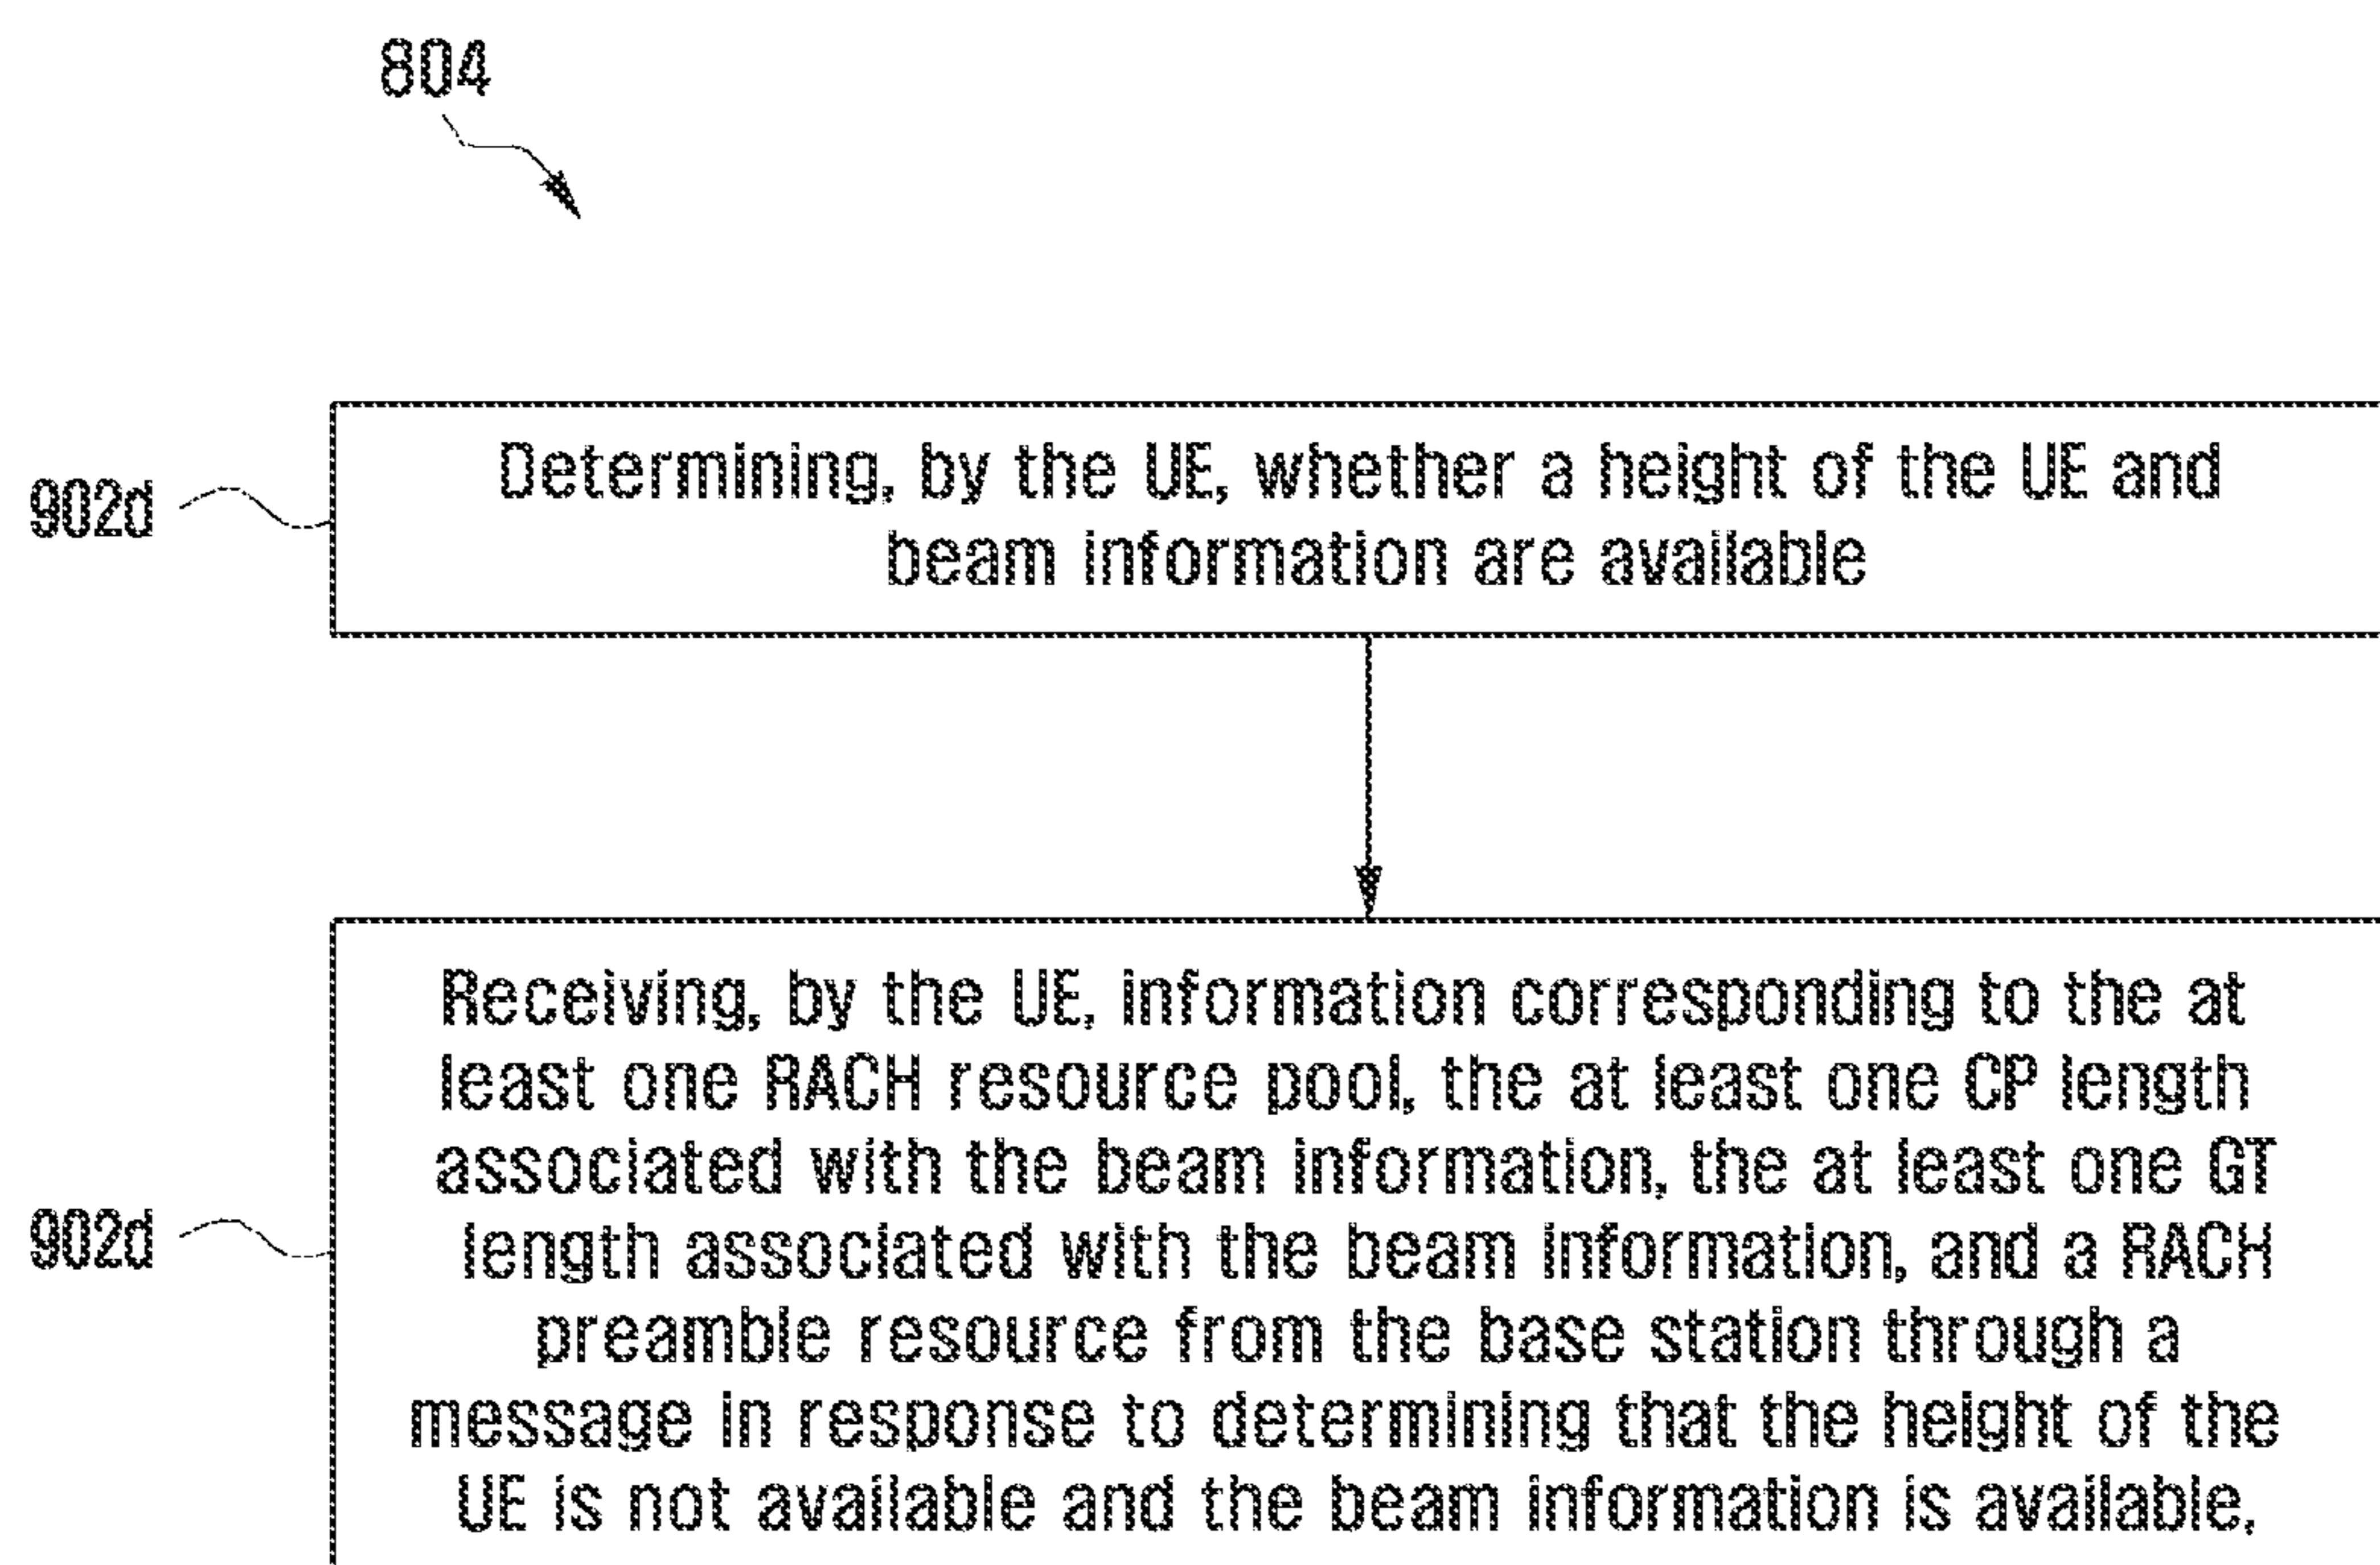 804
902d
Determining, by the UE, whether a height of the UE and
beam information are available
902d
Receiving, by the UE, information corresponding to the at
least one RACH resource pool, the at least one CP length
associated with the beam information, the at least one GT
length associated with the beam information, and a RACH
preamble resource from the base station through a
message in response to determining that the height of the
UE is not available and the beam information is available,